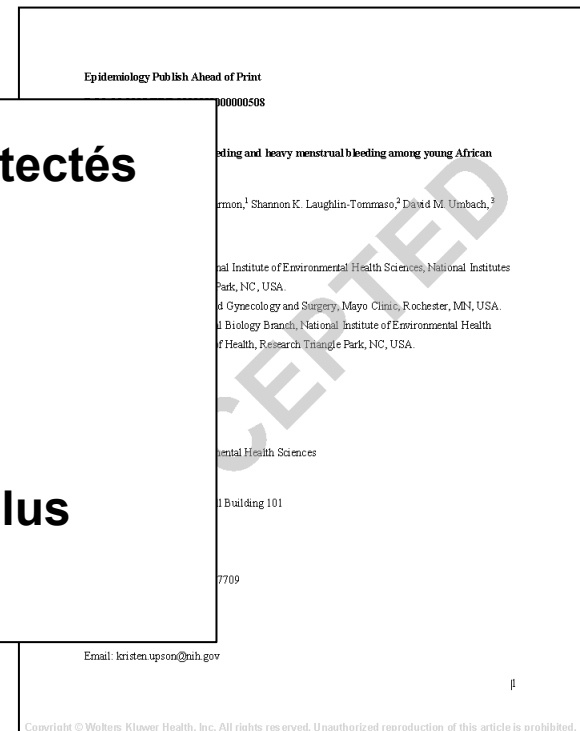 Epidemiology Publish Ahead of Print
000000508
tectés
eding and heavy menstrual bleeding among young African
rmon,1 Shannon K. Laughlin-Tommaso,2 David M. Umbach,3
nal Institute of Environmental Health Sciences, National Institutes
Park, NC, USA.
d Gynecology and Surgery, Mayo Clinic, Rochester, MN, USA.
l Biology Branch, National Institute of Environmental Health
f Health, Research Triangle Park, NC, USA.
CEPTED
mental Health Sciences
lus
l Building 101
7709
Email: kristen.upson@nih.gov
|1
Copyright © Wolters Kluwer Health, Inc. All rights reserved. Unauthorized reproduction of this article is prohibited.